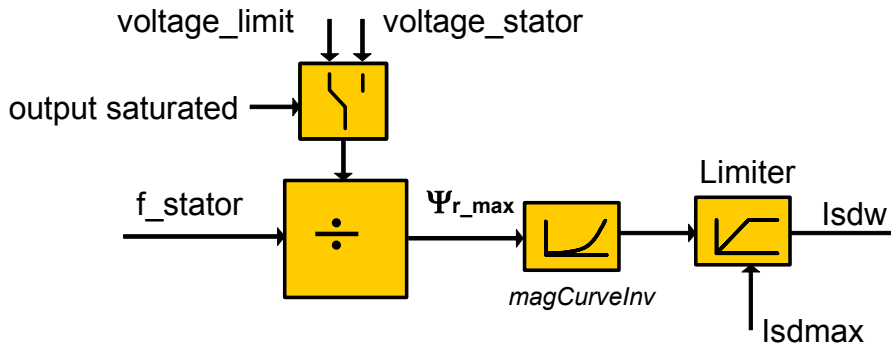 voltage_limit voltage_stator
output saturated
Limiter
f_stator
Ψr_max
Isdw
÷
magCurveInv
Isdmax